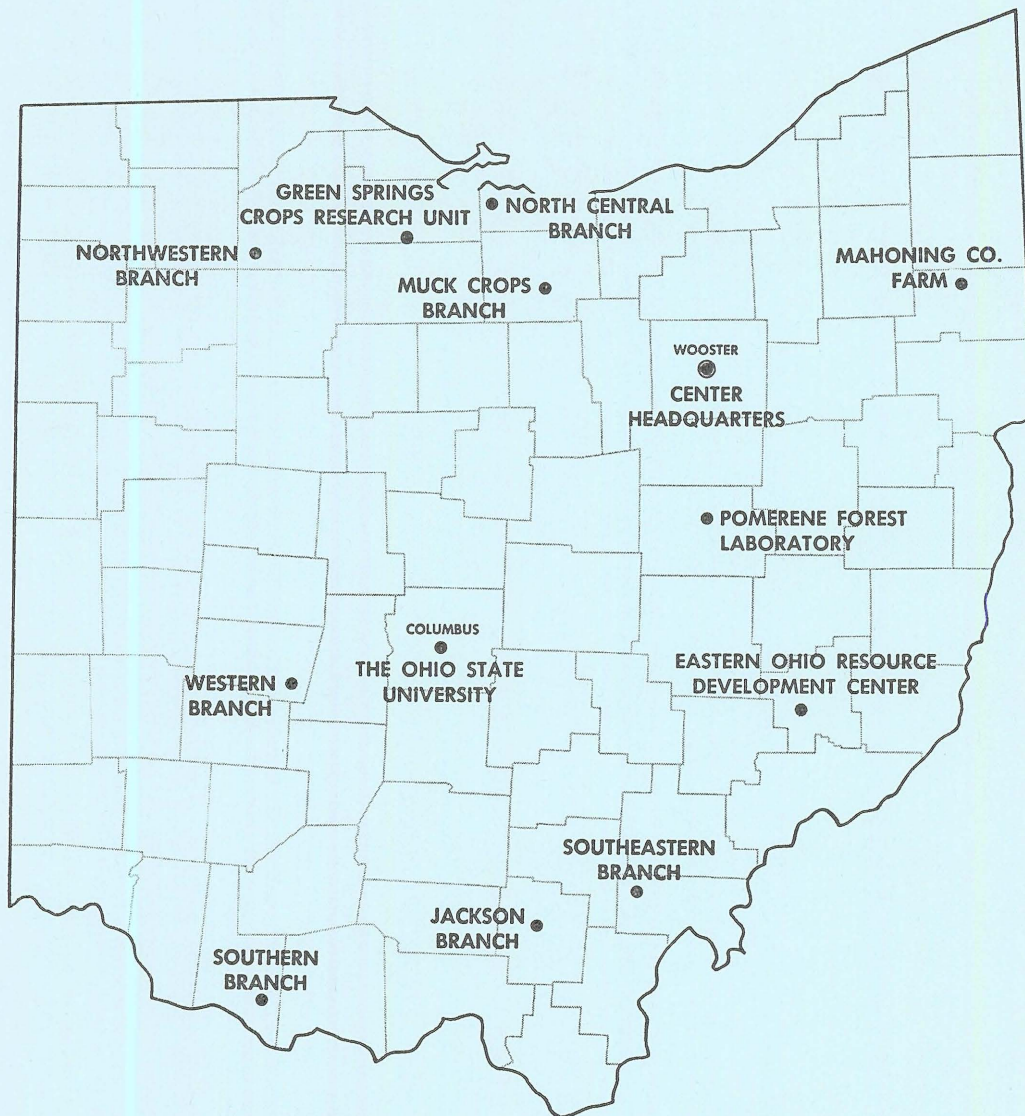 GREEN SPRINGS
CROPS RESEARCH UNIT
NORTH CENTRAL
BRANCH
NORTHWESTERN
BRANCH
MUCK CROPS
BRANCH
MAHONING CO.
FARM
WOOSTER
CENTER
HEADQUARTERS
POMERENE FOREST
LABORATORY
COLUMBUS
THE OHIO STATE
UNIVERSITY
WESTERN
BRANCH
EASTERN OHIO RESOURCE
DEVELOPMENT CENTER
SOUTHEASTERN
BRANCH
JACKSON
BRANCH
SOUTHERN
BRANCH